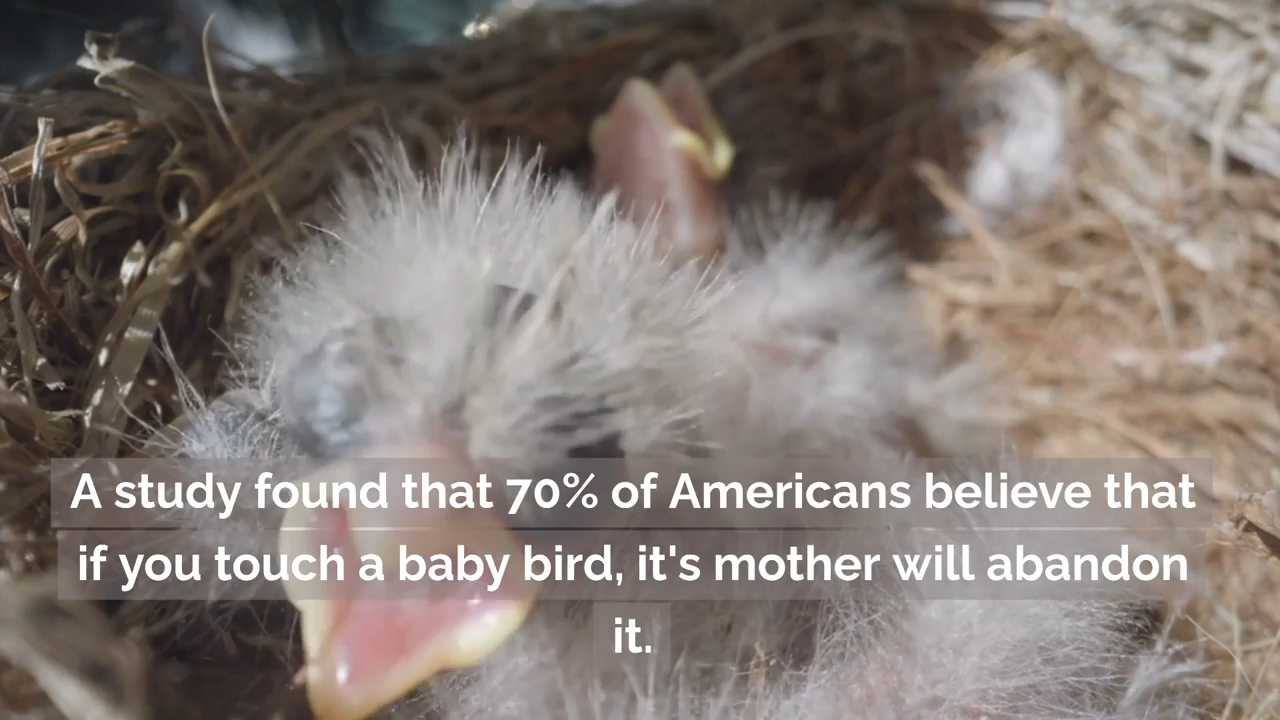 A study found that 70% of Americans believe that
if you touch a baby bird, it's mother will abandon
it.